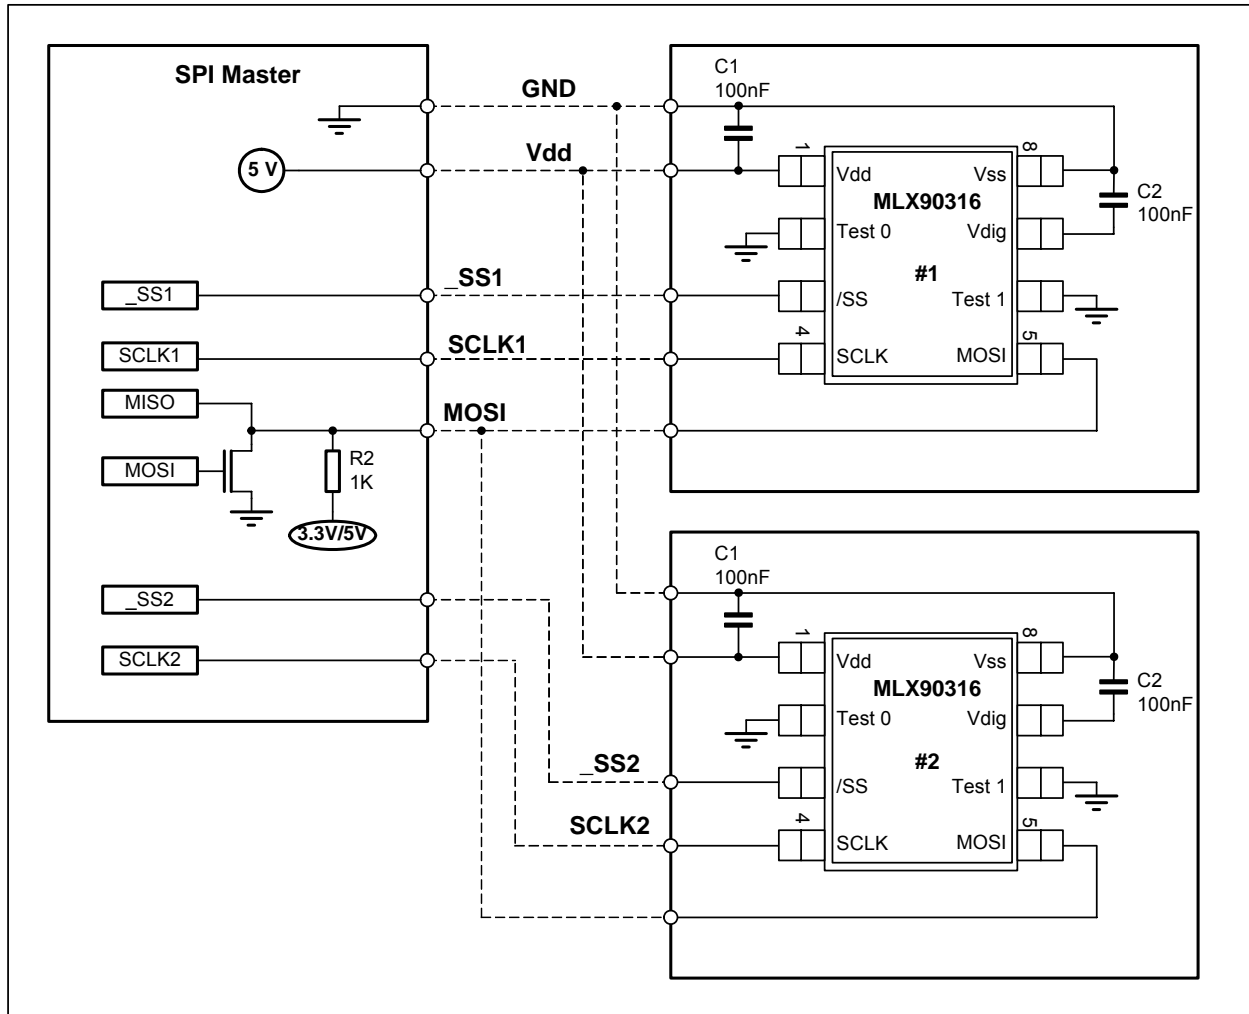 SPI Master
GND
5 V
Vdd
_SS1
_SS1
SCLK1
SCLK1
MISO
MOSI
MOSI
R2
1K
3.3V/5V
_SS2
SCLK2
_SS2
SCLK2
C1
100nF
1
8
Vdd
Vss
MLX90316
C2
100nF
Test 0
Vdig
#1
/SS
Test 1
4
5
SCLK
MOSI
C1
100nF
1
8
Vdd
Vss
MLX90316
C2
100nF
Test 0
Vdig
#2
/SS
Test 1
4
5
SCLK
MOSI